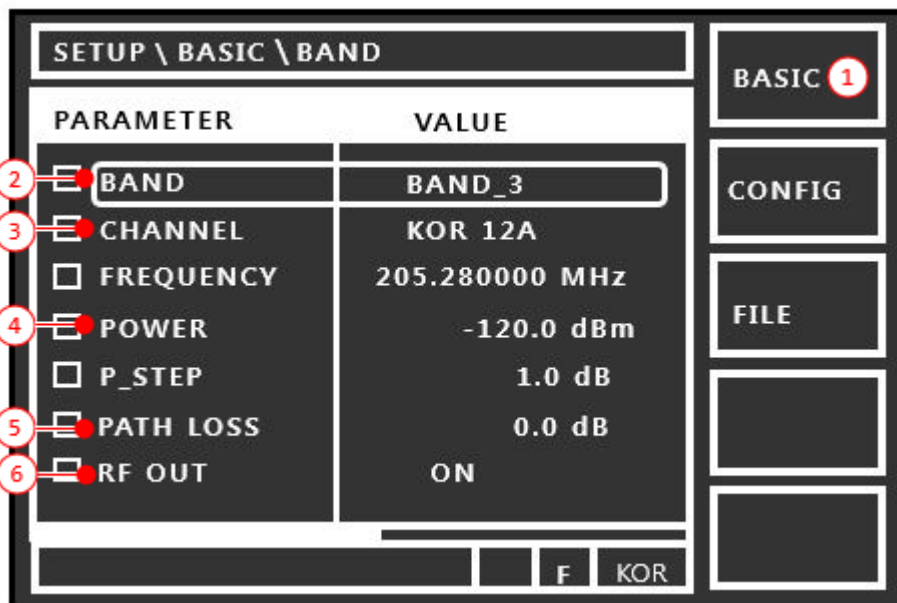 SETUP \ BASIC \ BAND
BASIC 1
PARAMETER VALUE
2 BAND BAND_3
CONFIG
3 CHANNEL KOR 12A
FREQUENCY 205.280000 MHz
4 POWER -120.0 dBm
FILE
P_STEP 1.0 dB
5 PATH LOSS 0.0 dB
6 RF OUT ON
F KOR